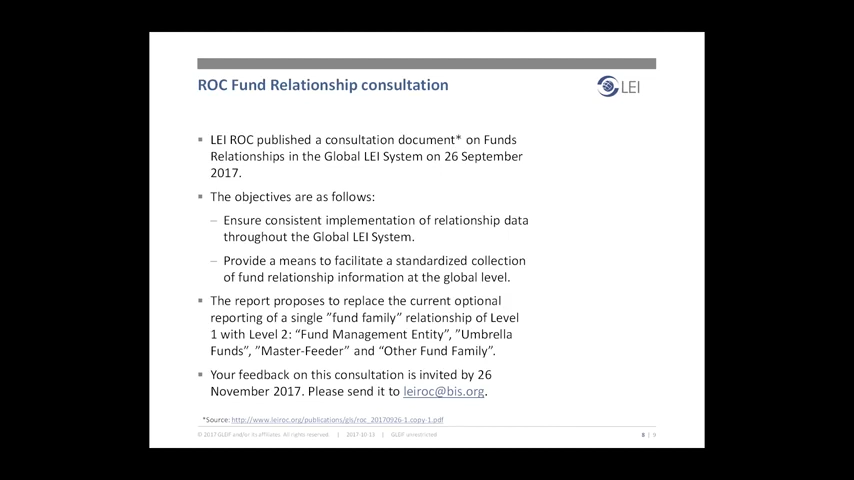 ROC Fund Relationship consultation
LEI
LEI ROC published a consultation document* on Funds
Relationships in the Global LEI System on 26 September
2017.
The objectives are as follows:
– Ensure consistent implementation of relationship data
throughout the Global LEI System.
– Provide a means to facilitate a standardized collection
of fund relationship information at the global level.
The report proposes to replace the current optional
reporting of a single ”fund family” relationship of Level
1 with Level 2: “Fund Management Entity”, ”Umbrella
Funds”, ”Master-Feeder” and “Other Fund Family”.
Your feedback on this consultation is invited by 26
November 2017. Please send it to leiroc@bis.org.
*Source: http://www.leiroc.org/publications/gls/roc_20170926-1.copy-1.pdf
© 2017 GLEIF and/or its affiliates. All rights reserved. | 2017-10-13 | GLEIF unrestricted
8 | 9